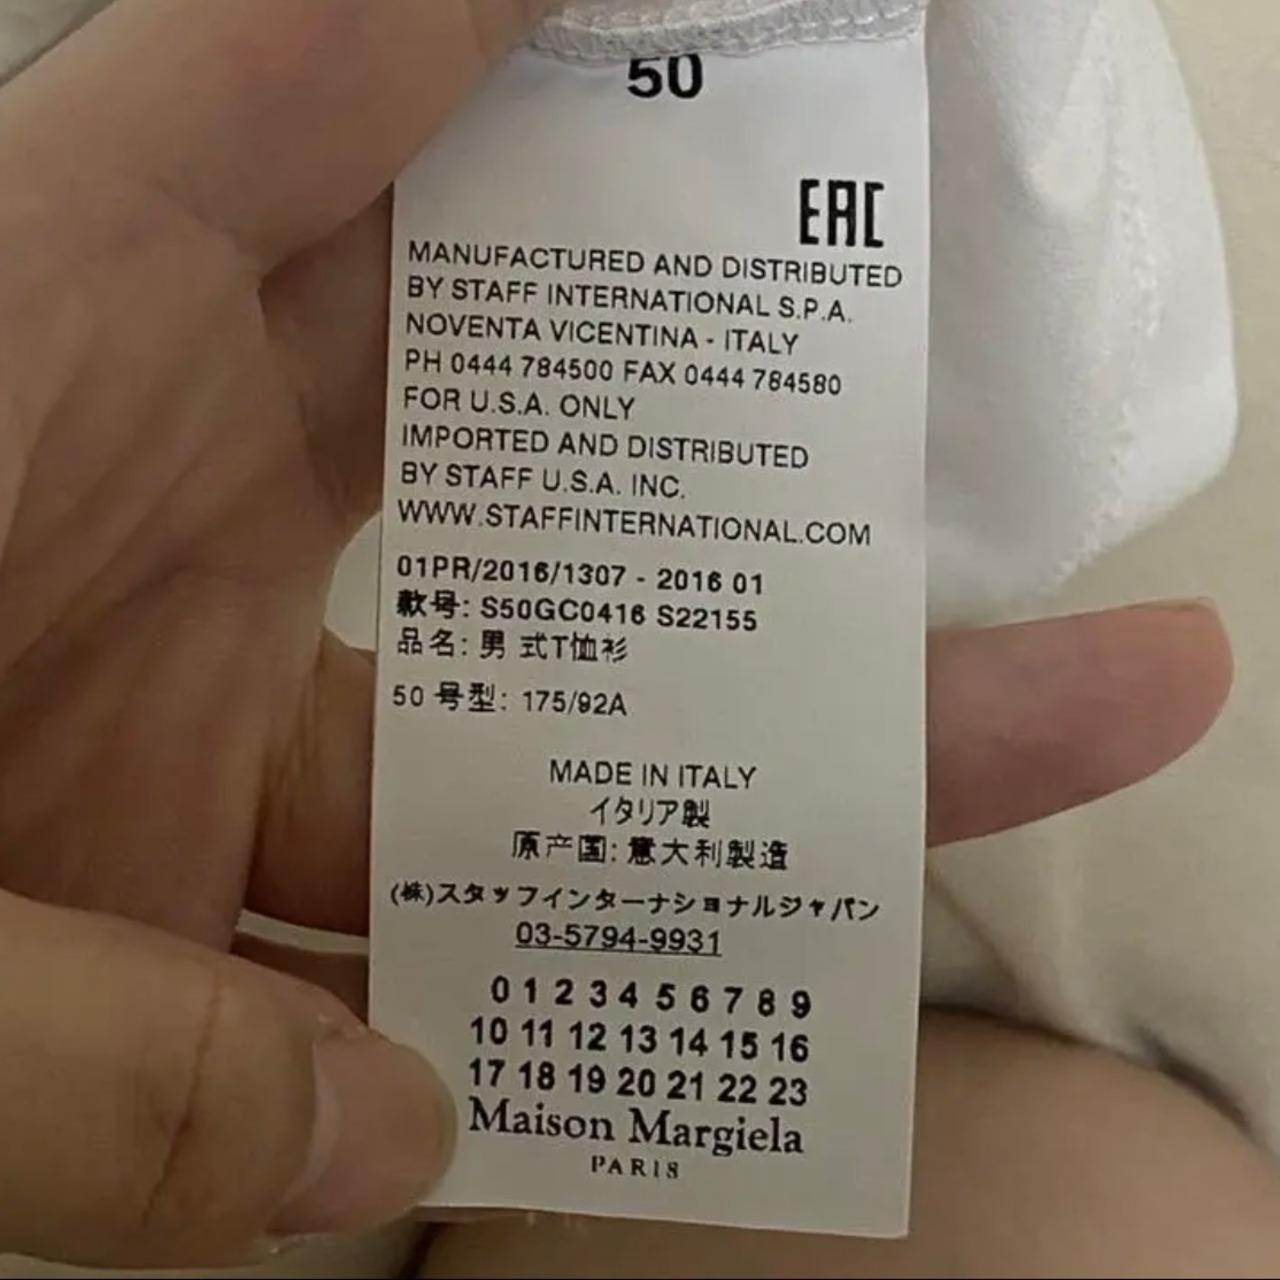 50
EAC
MANUFACTURED AND DISTRIBUTED
BY STAFF INTERNATIONAL S.P.A.
NOVENTA VICENTINA - ITALY
PH 0444 784500 FAX 0444 784580
FOR U.S.A. ONLY
IMPORTED AND DISTRIBUTED
BY STAFF U.S.A. INC.
WWW.STAFFINTERNATIONAL.COM
01PR/2016/1307 - 2016 01
款号: S50GC0416 S22155
品名: 男 式T恤衫
50 号型: 175/92A
MADE IN ITALY
イタリア製
原产国: 意大利製造
(株)スタッフインターナショナルジャパン
03-5794-9931
0 1 2 3 4 5 6 7 8 9
10 11 12 13 14 15 16
17 18 19 20 21 22 23
Maison Margiela
PARIS